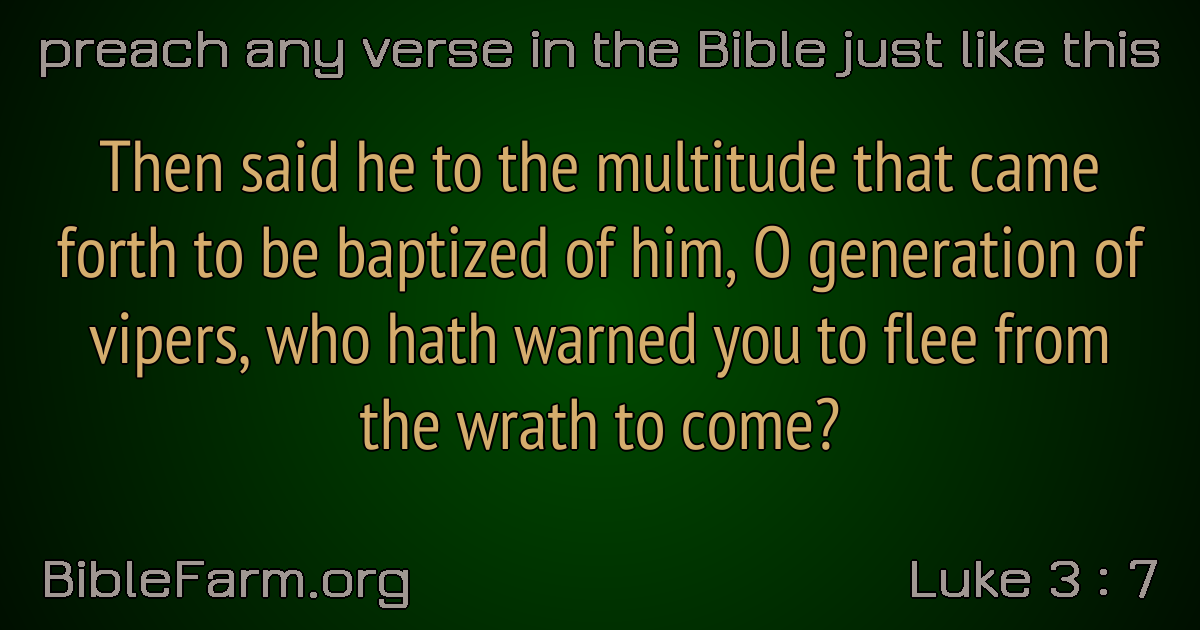 preach any verse in the Bible just like this
Then said he to the multitude that came
forth to be baptized of him, O generation of
vipers, who hath warned you to flee from
the wrath to come?
BibleFarm.org
Luke 3 : 7